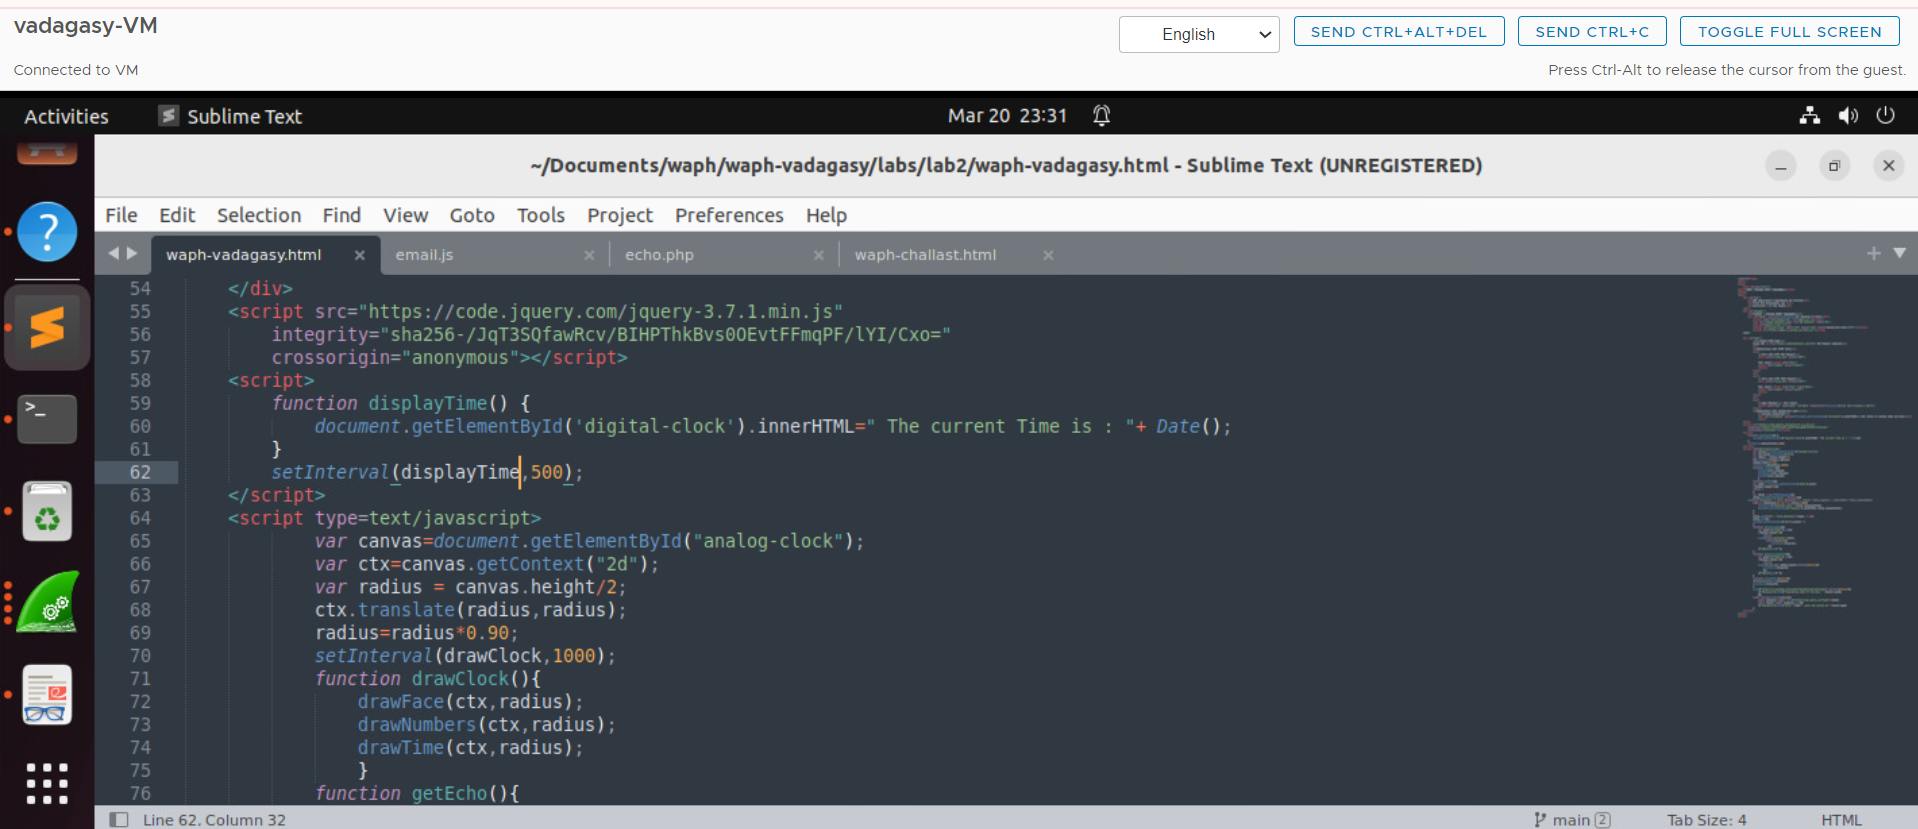 vadagasy-VM
English
SEND CTRL+ALT+DEL
SEND CTRL+C
TOGGLE FULL SCREEN
Connected to VM
Press Ctrl-Alt to release the cursor from the guest.
Activities
Sublime Text
Mar 20 23:31
~/Documents/waph/waph-vadagasy/labs/lab2/waph-vadagasy.html - Sublime Text (UNREGISTERED)
File Edit Selection Find View Goto Tools Project Preferences Help
waph-vadagasy.html
email.js
echo.php
waph-challast.html
54 </div>
55 <script src="https://code.jquery.com/jquery-3.7.1.min.js"
56 integrity="sha256-/JqT3SQfawRcv/BIHPThkBvs0OEvtFFmqPF/lYI/Cxo="
57 crossorigin="anonymous"></script>
58 <script>
59 function displayTime() {
60 document.getElementById('digital-clock').innerHTML=" The current Time is : "+ Date();
61 }
62 setInterval(displayTime,500);
63 </script>
64 <script type=text/javascript>
65 var canvas=document.getElementById("analog-clock");
66 var ctx=canvas.getContext("2d");
67 var radius = canvas.height/2;
68 ctx.translate(radius,radius);
69 radius=radius*0.90;
70 setInterval(drawClock,1000);
71 function drawClock(){
72 drawFace(ctx,radius);
73 drawNumbers(ctx,radius);
74 drawTime(ctx,radius);
75 }
76 function getEcho(){
Line 62, Column 32
main 2
Tab Size: 4
HTML